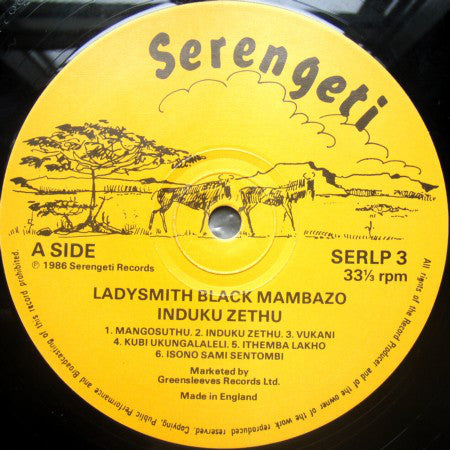 Serengeti
A SIDE
℗ 1986 Serengeti Records
SERLP 3
33⅓ rpm
LADYSMITH BLACK MAMBAZO
INDUKU ZETHU
1. MANGOSUTHU. 2. INDUKU ZETHU. 3. VUKANI
4. KUBI UKUNGALALELI. 5. ITHEMBA LAKHO
6. ISONO SAMI SENTOMBI
Marketed by
Greensleeves Records Ltd.
Made in England
All rights of the Record Producer and of the owner of the work reproduced reserved. Copying, Public Performance and Broadcasting of this record prohibited.